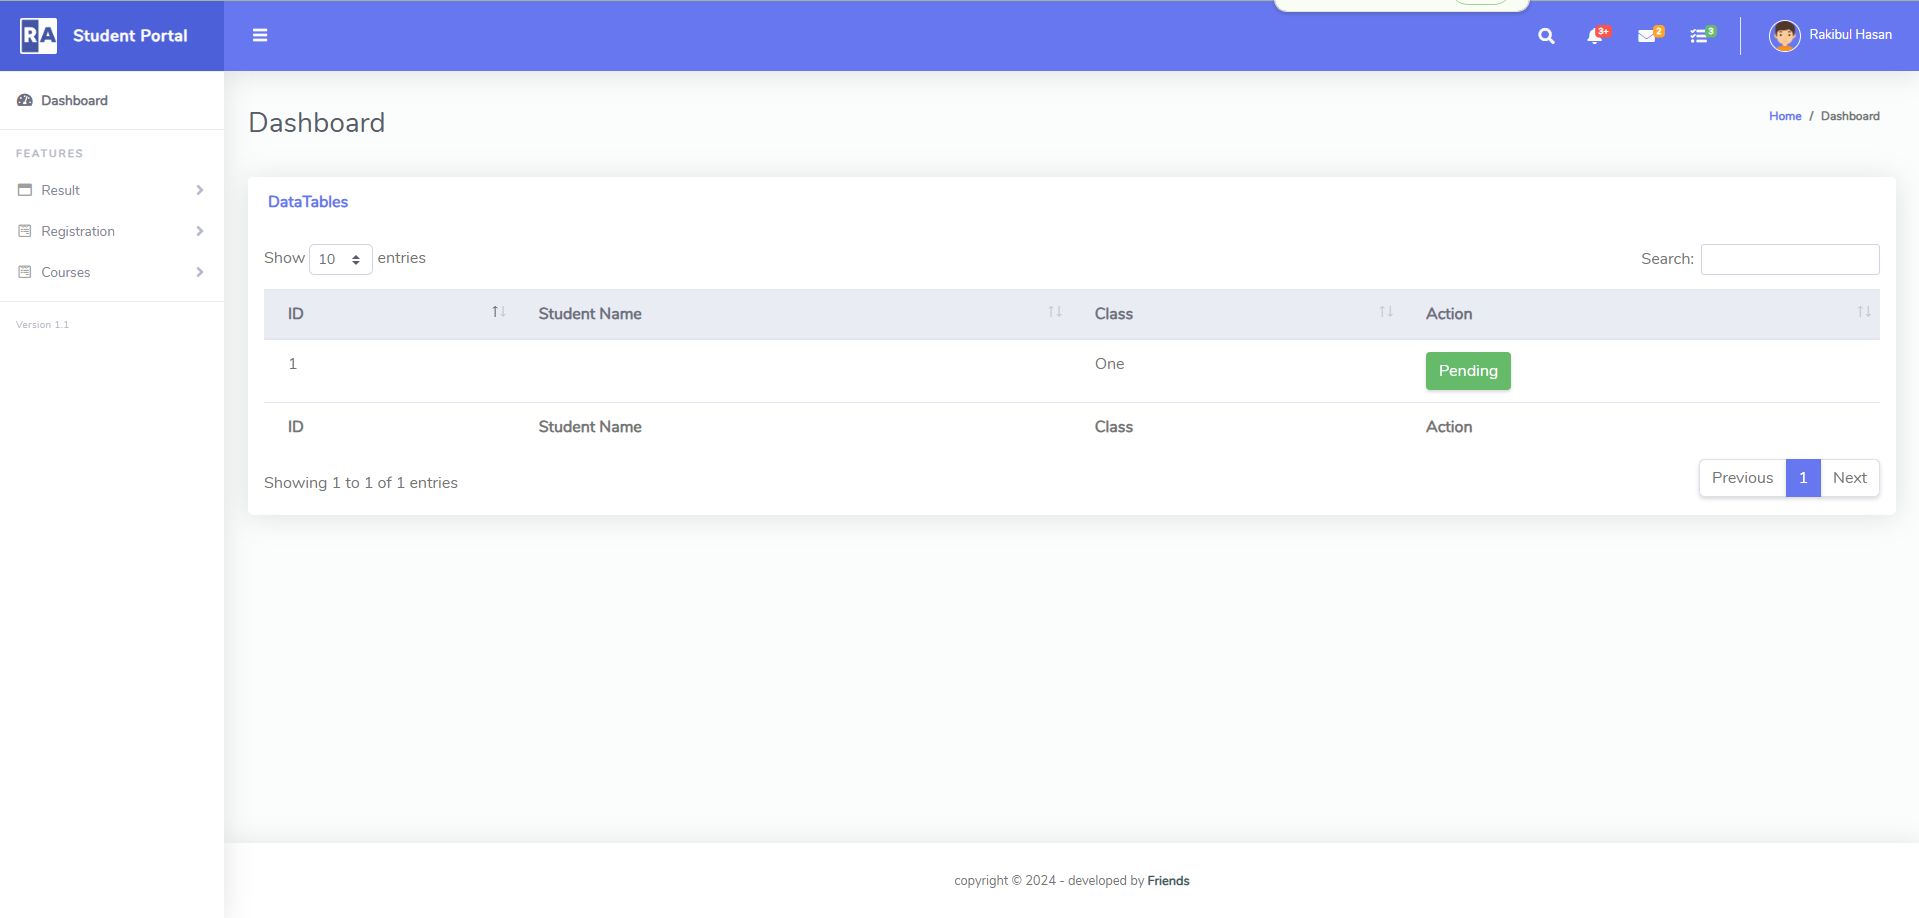 RA Student Portal
3+ 2 3 Rakibul Hasan
Dashboard
FEATURES
Result
Registration
Courses
Version 1.1
Dashboard
Home / Dashboard
DataTables
Show 10 entries
Search:
ID Student Name Class Action
1 One Pending
ID Student Name Class Action
Showing 1 to 1 of 1 entries
Previous 1 Next
copyright © 2024 - developed by Friends